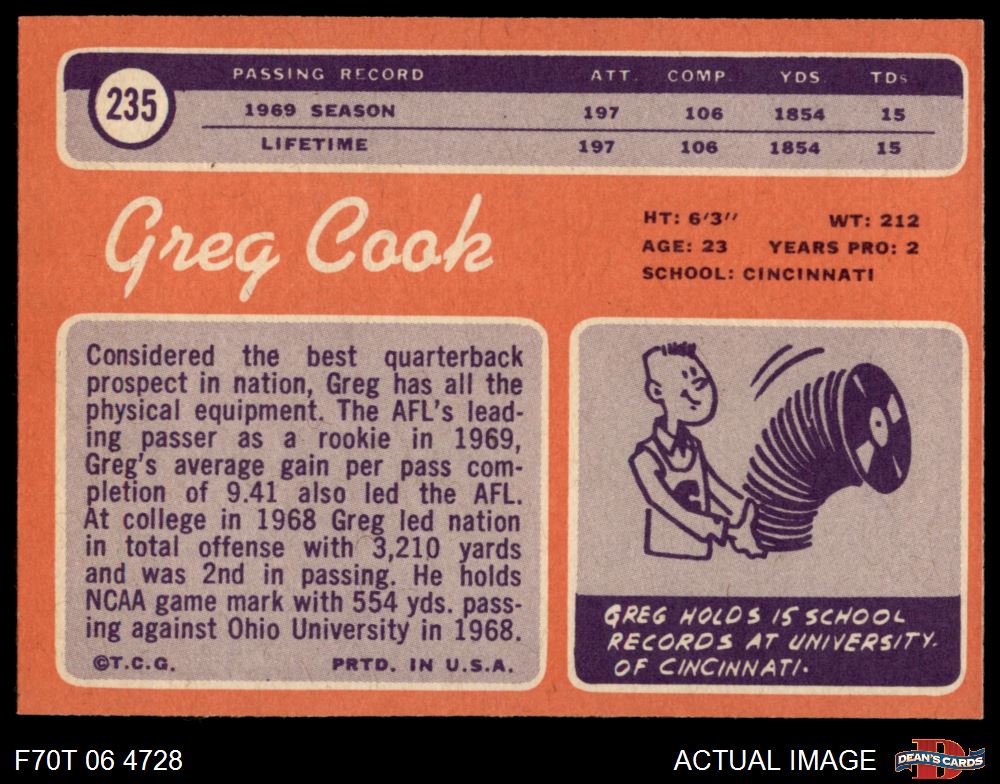 235
PASSING RECORD ATT. COMP. YDS. TDs
1969 SEASON 197 106 1854 15
LIFETIME 197 106 1854 15
Greg Cook
HT: 6'3" WT: 212
AGE: 23 YEARS PRO: 2
SCHOOL: CINCINNATI
Considered the best quarterback
prospect in nation, Greg has all the
physical equipment. The AFL's lead-
ing passer as a rookie in 1969,
Greg's average gain per pass com-
pletion of 9.41 also led the AFL.
At college in 1968 Greg led nation
in total offense with 3,210 yards
and was 2nd in passing. He holds
NCAA game mark with 554 yds. pass-
ing against Ohio University in 1968.
©T.C.G. PRTD. IN U.S.A.
C
GREG HOLDS 15 SCHOOL
RECORDS AT UNIVERSITY.
OF CINCINNATI.
F70T 06 4728
ACTUAL IMAGE
D
DEAN'S CARDS